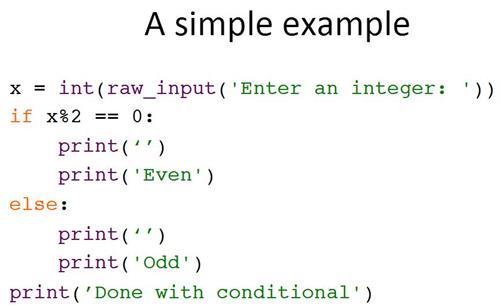 A simple example
x = int(raw_input('Enter an integer: '))
if x%2 == 0:
    print(‘’)
    print('Even')
else:
    print(‘’)
    print('Odd')
print(’Done with conditional')